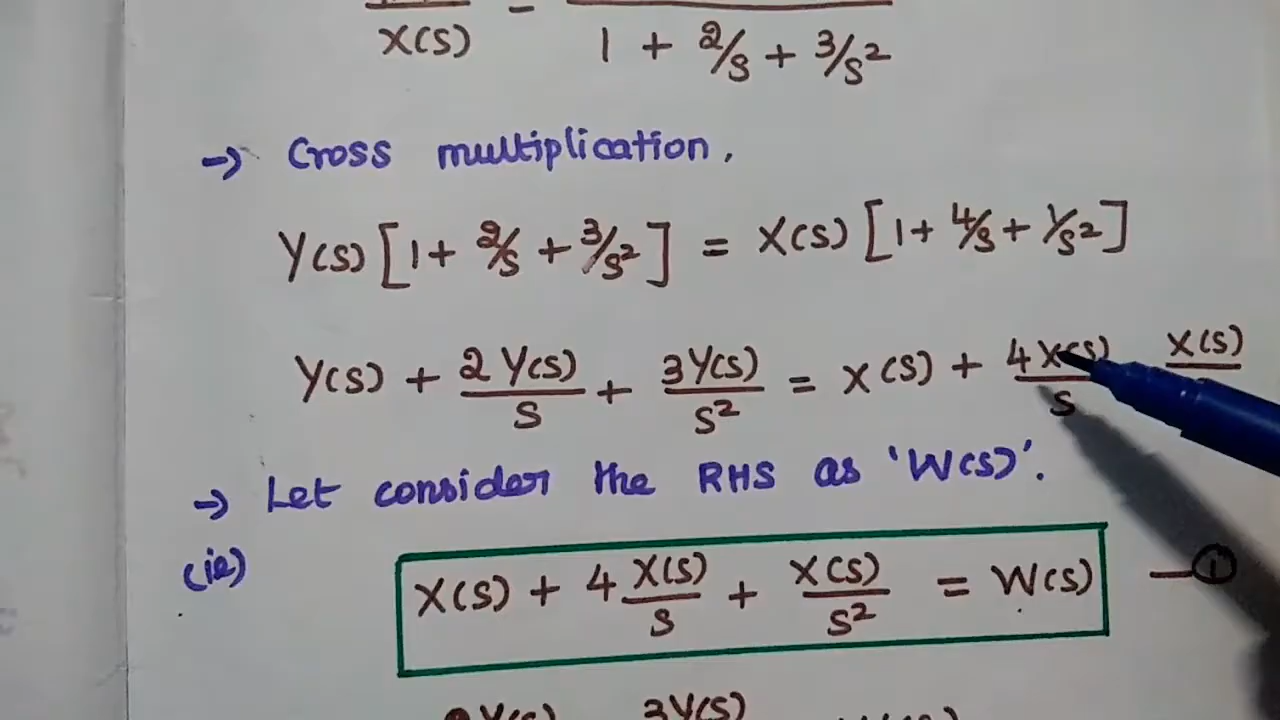 X(S) = 1 + 2/S + 3/S²
→ Cross multiplication.
Y(S) [1 + 2/S + 3/S²] = X(S) [1 + 4/S + 1/S²]
Y(S) + 2Y(S)/S + 3Y(S)/S² = X(S) + 4X(S)/S X(S)
→ Let consider the RHS as 'W(S)'.
(ie) X(S) + 4 X(S)/S + X(S)/S² = W(S) — ①
2Y(S) 3Y(S)